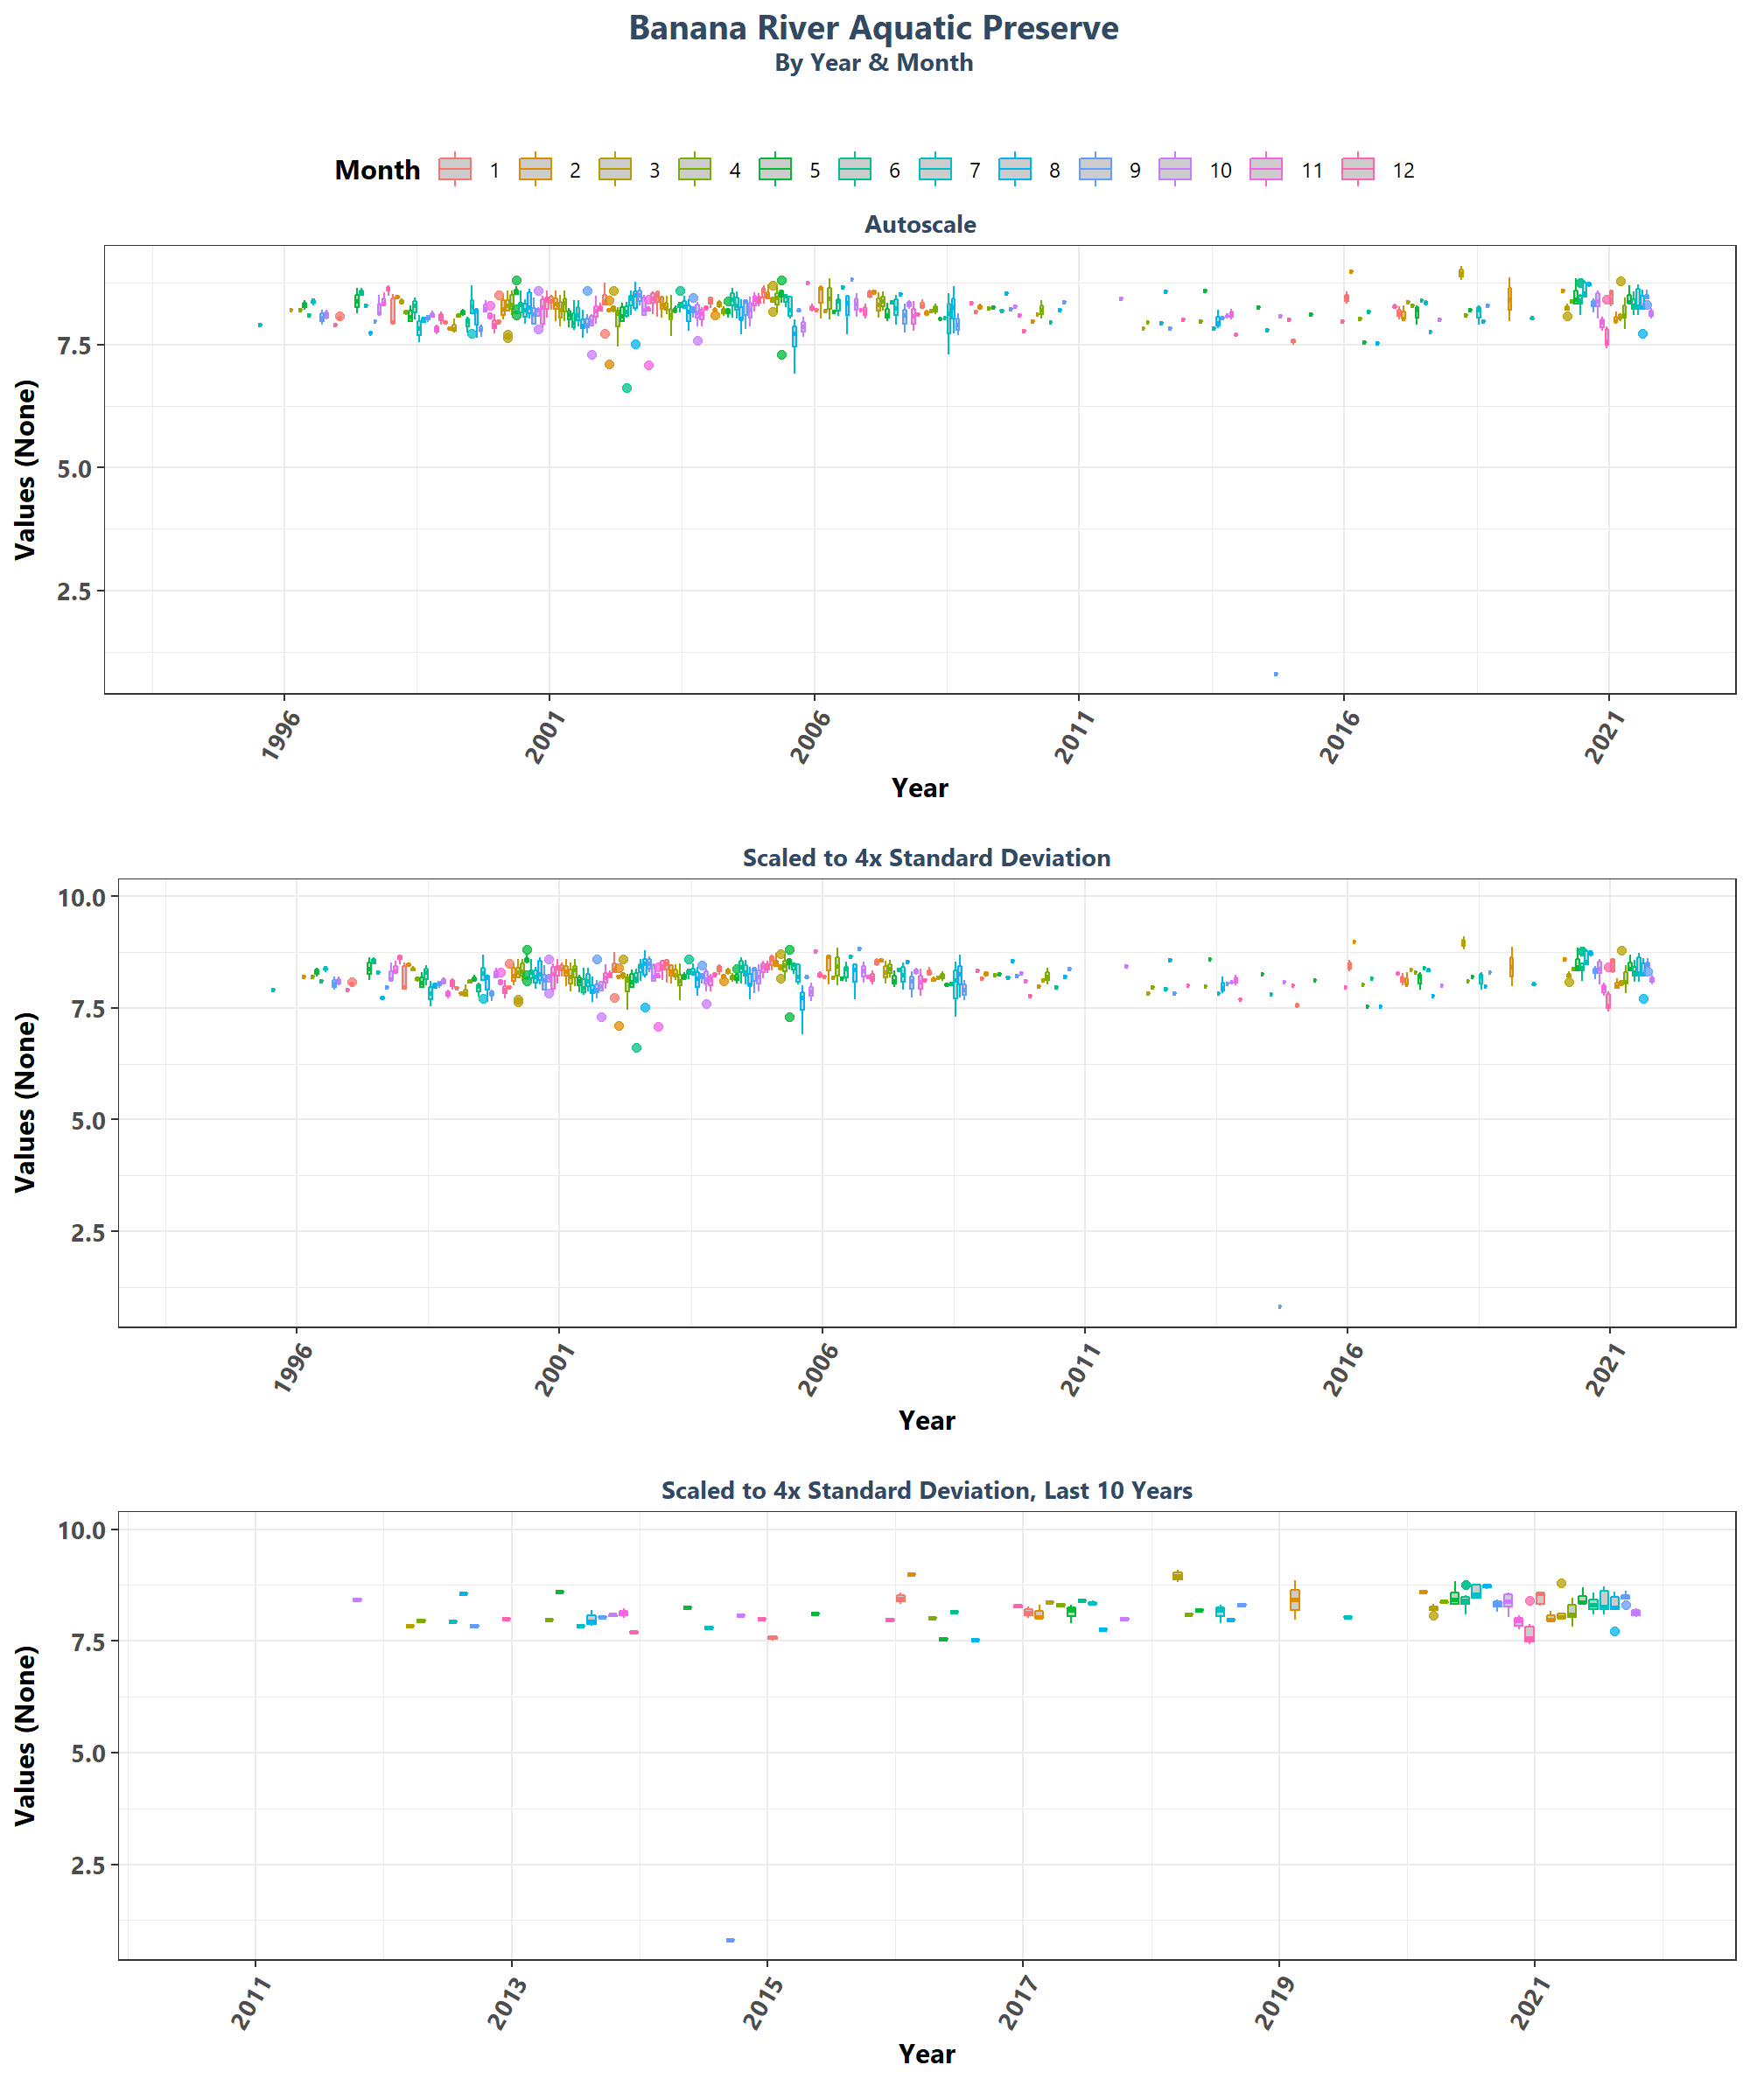 Banana River Aquatic Preserve
By Year & Month
Month 1 2 3 4 5 6 7 8 9 10 11 12
Autoscale
Values (None)
7.5
5.0
2.5
1996 2001 2006 2011 2016 2021
Year
Scaled to 4x Standard Deviation
Values (None)
10.0
7.5
5.0
2.5
1996 2001 2006 2011 2016 2021
Year
Scaled to 4x Standard Deviation, Last 10 Years
Values (None)
10.0
7.5
5.0
2.5
2011 2013 2015 2017 2019 2021
Year